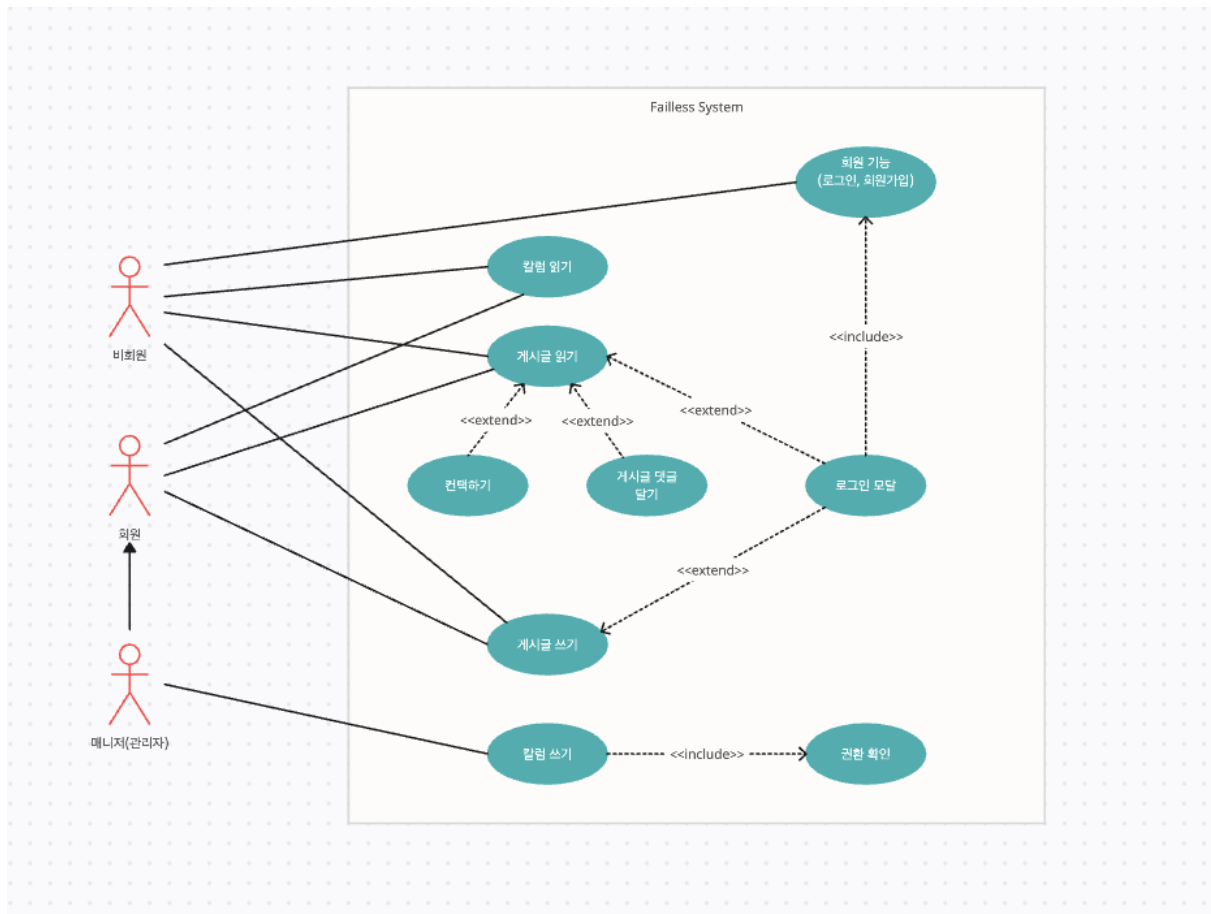 Failless System
회원 기능
(로그인, 회원가입)
칼럼 읽기
<<include>>
비회원
게시글 읽기
<<extend>>
<<extend>>
<<extend>>
컨택하기
게시글 댓글
달기
로그인 모달
회원
<<extend>>
게시글 쓰기
매니저(관리자)
칼럼 쓰기
<<include>>
권환 확인